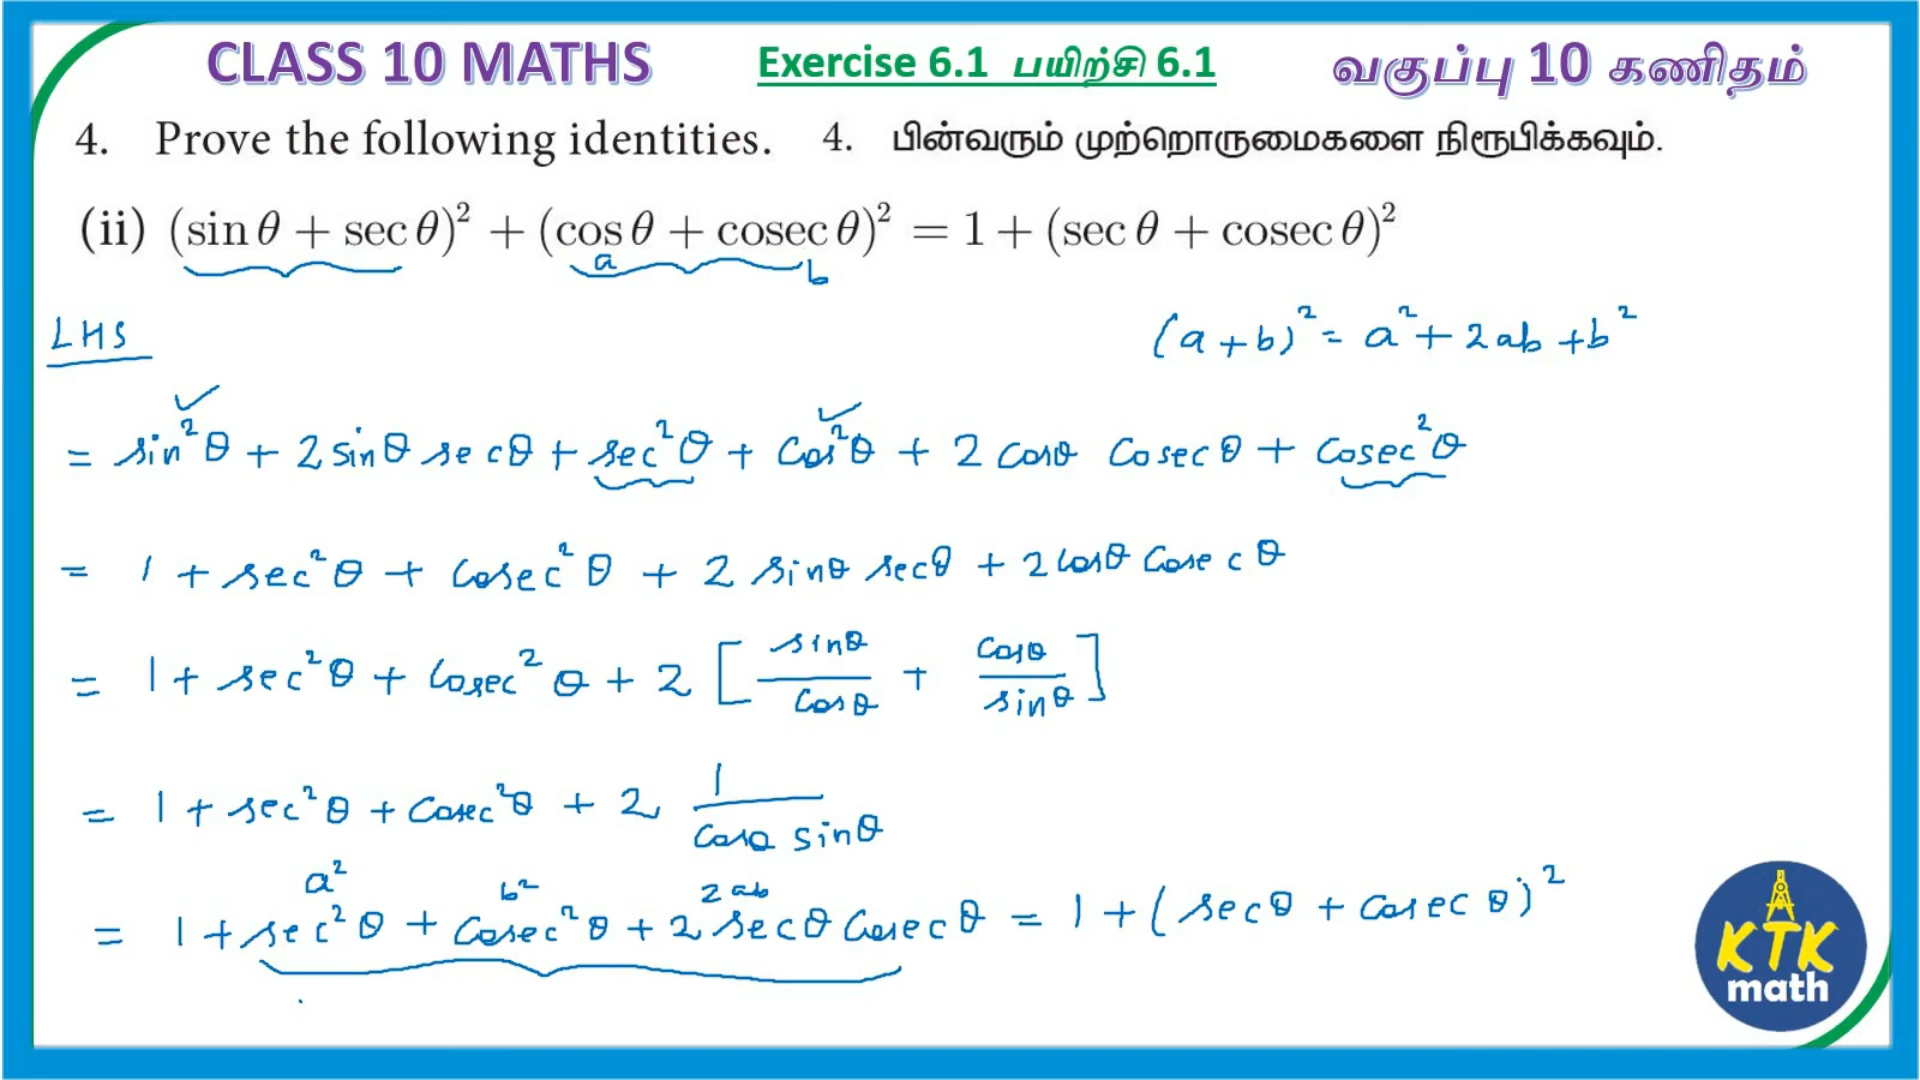 CLASS 10 MATHS Exercise 6.1 பயிற்சி 6.1 வகுப்பு 10 கணிதம்
4. Prove the following identities. 4. பின்வரும் முற்றொருமைகளை நிரூபிக்கவும்.
(ii) (sin θ + sec θ)² + (cos θ + cosec θ)² = 1 + (sec θ + cosec θ)²
a b
LHS (a + b)² = a² + 2ab + b²
= sin²θ + 2 sinθ secθ + sec²θ + cos²θ + 2 cosθ cosecθ + cosec²θ
= 1 + sec²θ + cosec²θ + 2 sinθ secθ + 2 cosθ cosecθ
= 1 + sec²θ + cosec²θ + 2 [ sinθ/cosθ + cosθ/sinθ ]
= 1 + sec²θ + cosec²θ + 2 1/cosθ sinθ
a² b² 2ab
= 1 + sec²θ + cosec²θ + 2 secθ cosecθ = 1 + (secθ + cosecθ)²
KTK
math